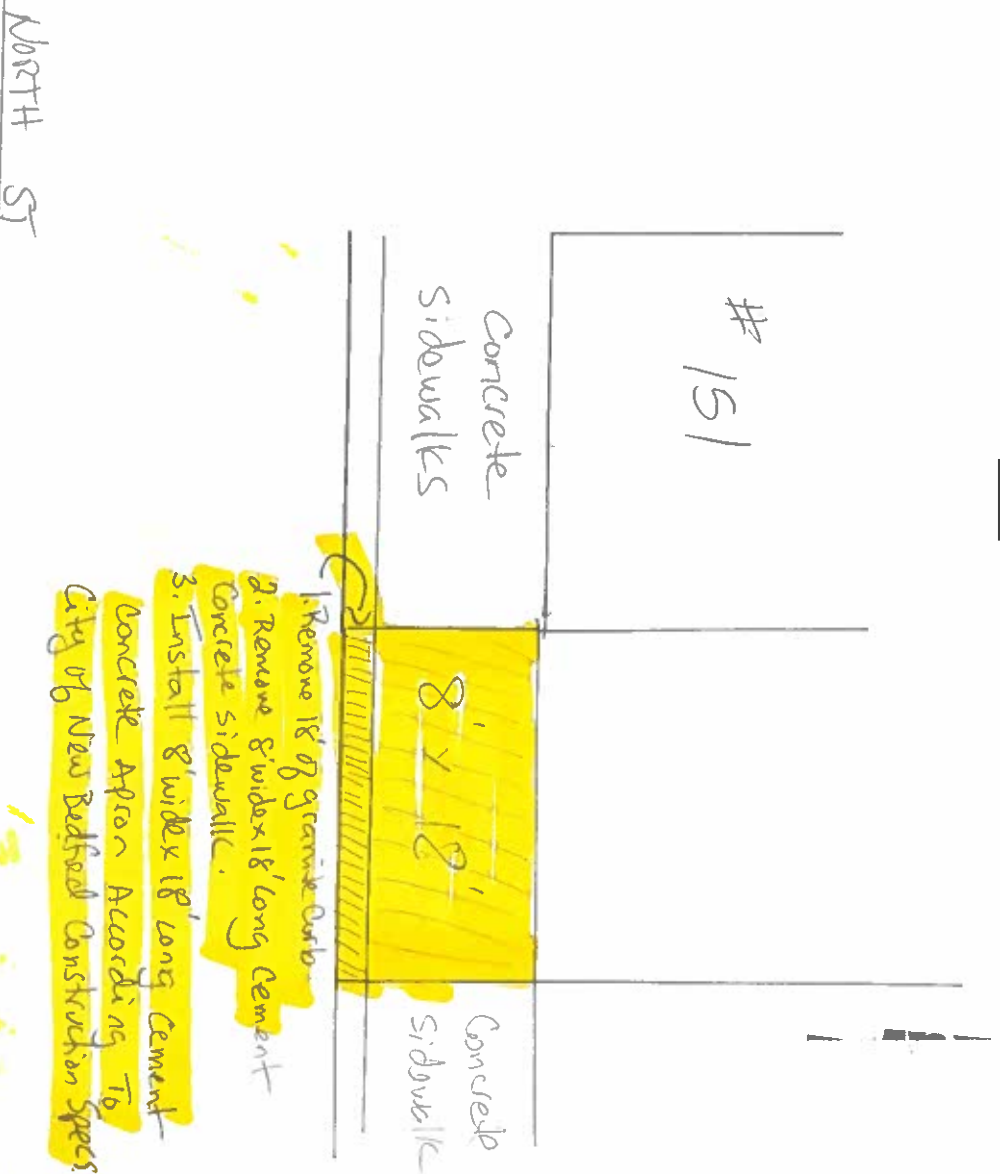 # 151
Concrete
sidewalks
8' x 18'
Concrete
sidewalk
1. Remove 18' of granite Curb
2. Remove 8' wide x 18' Long Cement
Concrete sidewalk.
3. Install 8' wide x 18' Long Cement
Concrete Apron According To
City of New Bedford Construction Specs.
NORTH ST